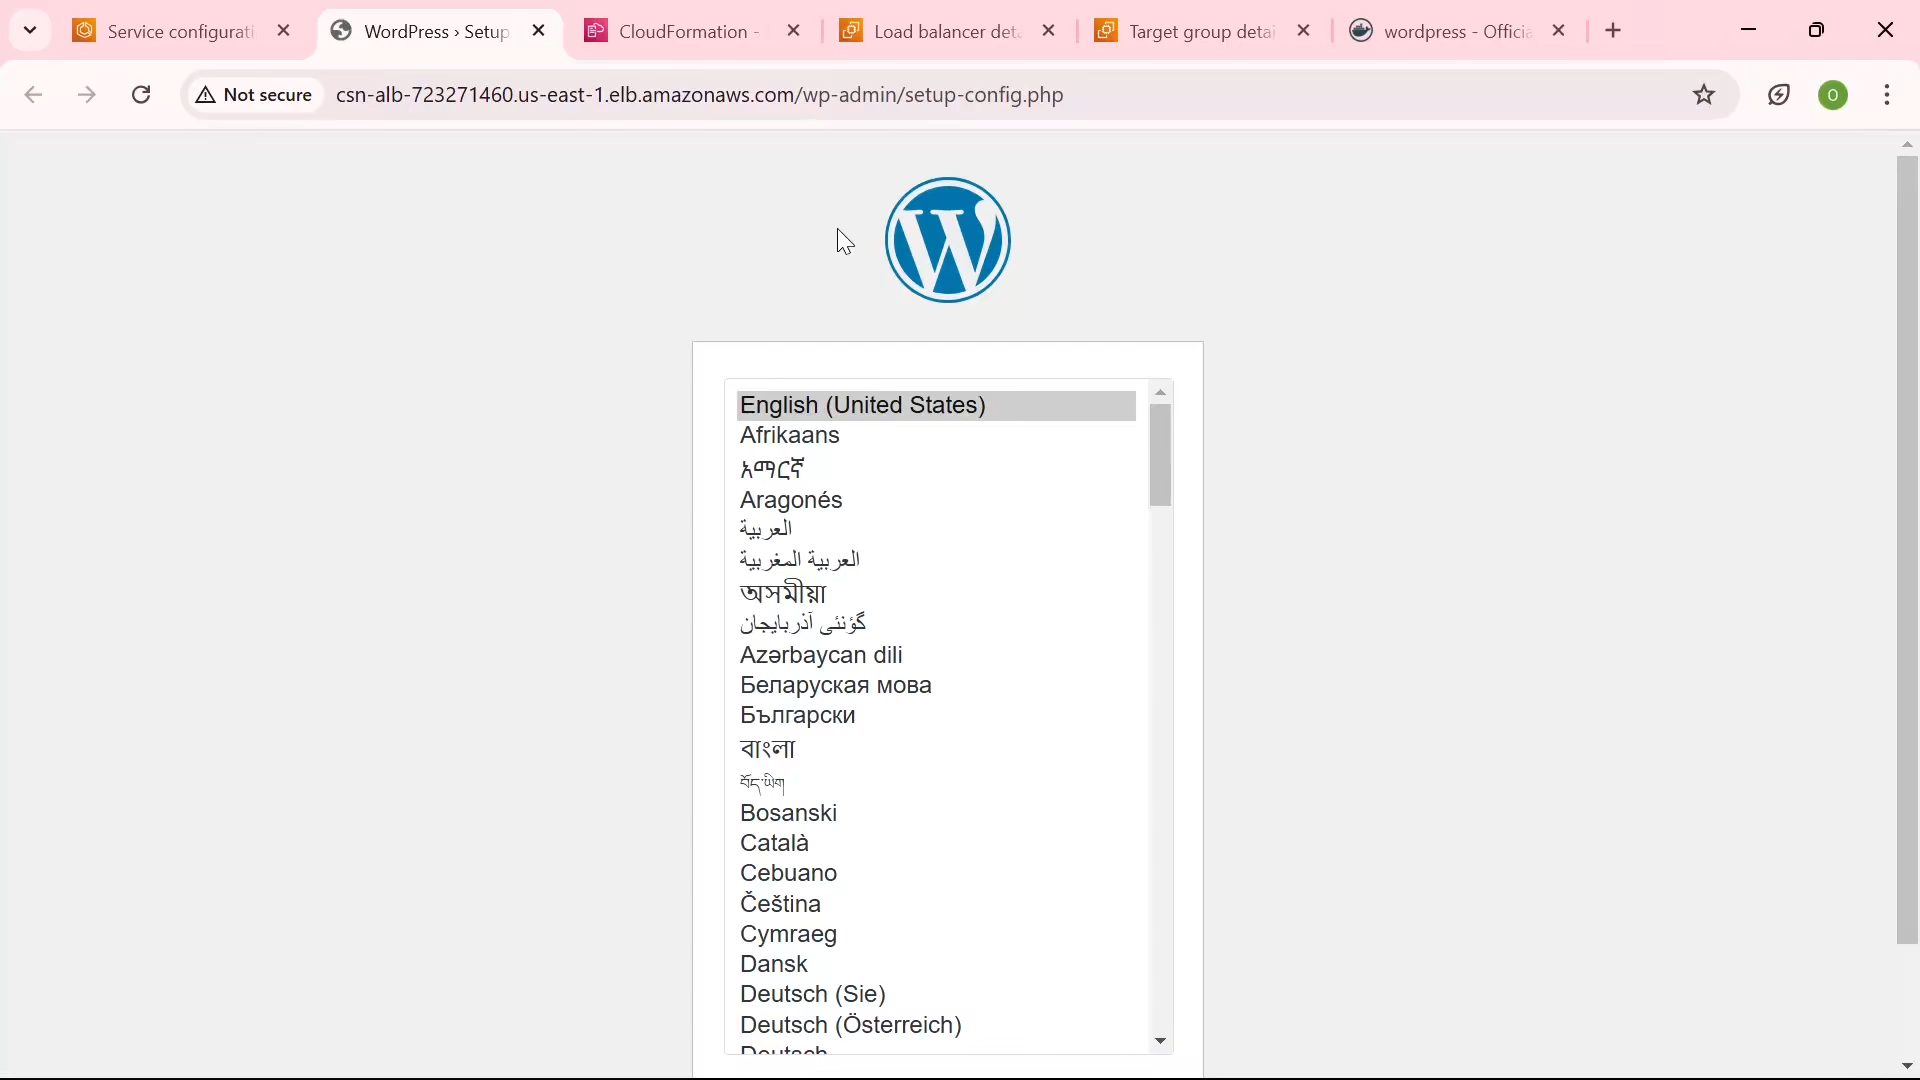 Service configurati
WordPress › Setup
CloudFormation -
Load balancer det
Target group detai
wordpress - Officia
Not secure
csn-alb-723271460.us-east-1.elb.amazonaws.com/wp-admin/setup-config.php
O
W
English (United States)
Afrikaans
አማርኛ
Aragonés
العربية
العربية المغربية
অসমীয়া
گؤنئی آذربایجان
Azərbaycan dili
Беларуская мова
Български
বাংলা
བོད་ཡིག
Bosanski
Català
Cebuano
Čeština
Cymraeg
Dansk
Deutsch (Sie)
Deutsch (Österreich)
Deutsch